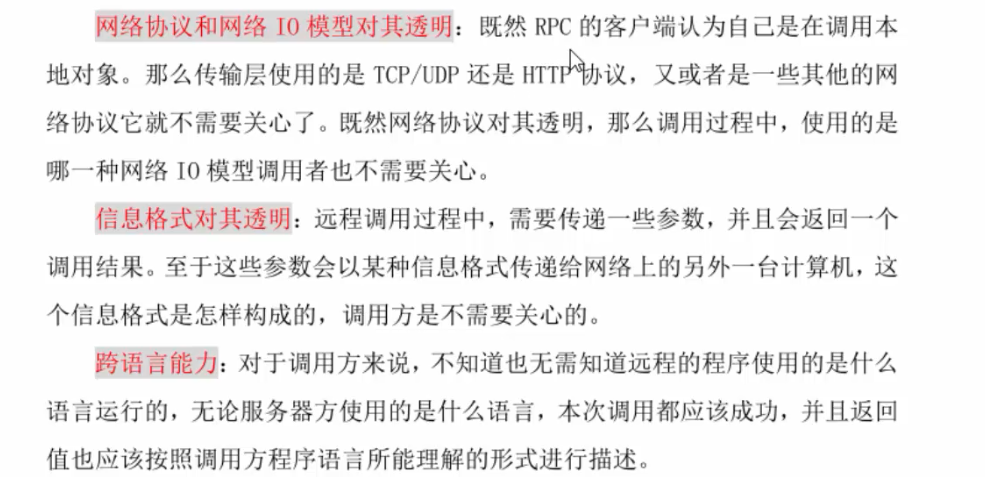 网络协议和网络 IO 模型对其透明：既然 RPC 的客户端认为自己是在调用本
地对象。那么传输层使用的是 TCP/UDP 还是 HTTP 协议，又或者是一些其他的网
络协议它就不需要关心了。既然网络协议对其透明，那么调用过程中，使用的是
哪一种网络 IO 模型调用者也不需要关心。
信息格式对其透明：远程调用过程中，需要传递一些参数，并且会返回一个
调用结果。至于这些参数会以某种信息格式传递给网络上的另外一台计算机，这
个信息格式是怎样构成的，调用方是不需要关心的。
跨语言能力：对于调用方来说，不知道也无需知道远程的程序使用的是什么
语言运行的，无论服务器方使用的是什么语言，本次调用都应该成功，并且返回
值也应该按照调用方程序语言所能理解的形式进行描述。